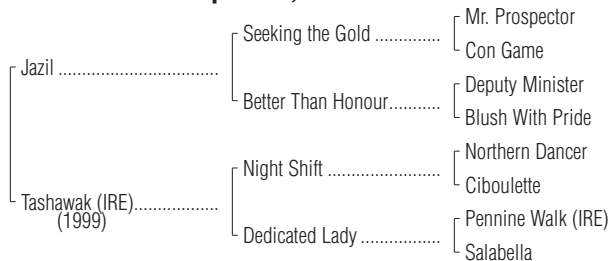 Seeking the Gold ..............
Mr. Prospector
Con Game
Jazil .................................
Better Than Honour...........
Deputy Minister
Blush With Pride
Night Shift .......................
Northern Dancer
Ciboulette
Tashawak (IRE).................
(1999)
Dedicated Lady ................
Pennine Walk (IRE)
Salabella